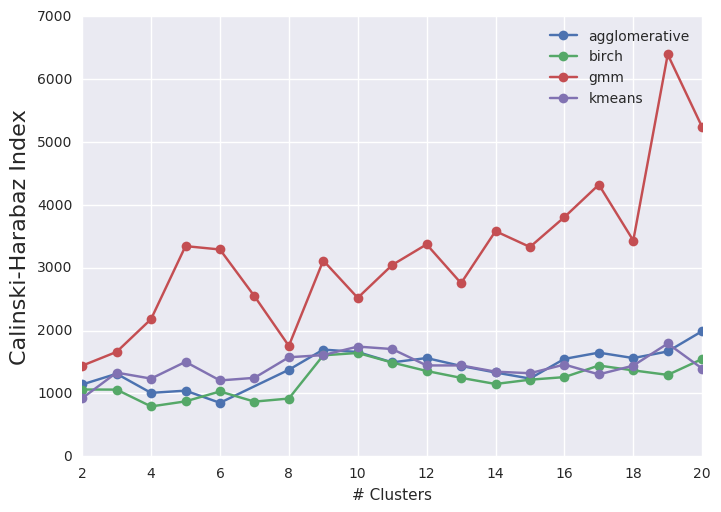 7000
6000
5000
4000
3000
2000
1000
0
Calinski-Harabaz Index
agglomerative
birch
gmm
kmeans
2 4 6 8 10 12 14 16 18 20
# Clusters